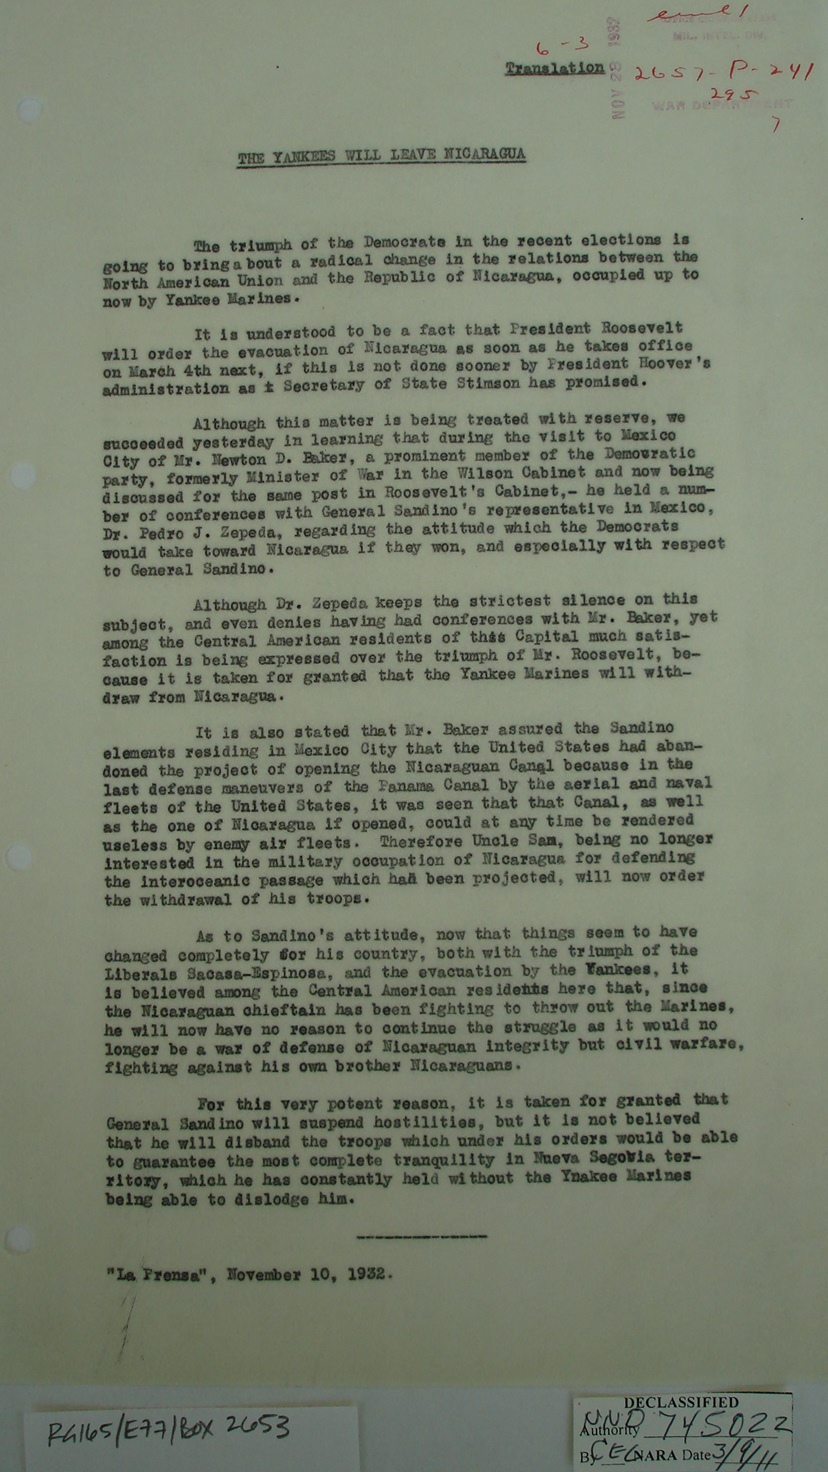 encl 1
MIL. INTEL. DIV.
6-3
NOV 23 1932
Translation
2657-P-241
295
WAR DEPARTMENT
7
THE YANKEES WILL LEAVE NICARAGUA
The triumph of the Democrats in the recent elections is
going to bring about a radical change in the relations between the
North American Union and the Republic of Nicaragua, occupied up to
now by Yankee Marines.
It is understood to be a fact that President Roosevelt
will order the evacuation of Nicaragua as soon as he takes office
on March 4th next, if this is not done sooner by President Hoover's
administration as t Secretary of State Stimson has promised.
Although this matter is being treated with reserve, we
succeeded yesterday in learning that during the visit to Mexico
City of Mr. Newton D. Baker, a prominent member of the Democratic
party, formerly Minister of War in the Wilson Cabinet and now being
discussed for the same post in Roosevelt's Cabinet,- he held a num-
ber of conferences with General Sandino's representative in Mexico,
Dr. Pedro J. Zepeda, regarding the attitude which the Democrats
would take toward Nicaragua if they won, and especially with respect
to General Sandino.
Although Dr. Zepeda keeps the strictest silence on this
subject, and even denies having had conferences with Mr. Baker, yet
among the Central American residents of this Capital much satis-
faction is being expressed over the triumph of Mr. Roosevelt, be-
cause it is taken for granted that the Yankee Marines will with-
draw from Nicaragua.
It is also stated that Mr. Baker assured the Sandino
elements residing in Mexico City that the United States had aban-
doned the project of opening the Nicaraguan Canal because in the
last defense maneuvers of the Panama Canal by the aerial and naval
fleets of the United States, it was seen that that Canal, as well
as the one of Nicaragua if opened, could at any time be rendered
useless by enemy air fleets. Therefore Uncle Sam, being no longer
interested in the military occupation of Nicaragua for defending
the interoceanic passage which had been projected, will now order
the withdrawal of his troops.
As to Sandino's attitude, now that things seem to have
changed completely for his country, both with the triumph of the
Liberals Sacasa-Espinosa, and the evacuation by the Yankees, it
is believed among the Central American residents here that, since
the Nicaraguan chieftain has been fighting to throw out the Marines,
he will now have no reason to continue the struggle as it would no
longer be a war of defense of Nicaraguan integrity but civil warfare,
fighting against his own brother Nicaraguans.
For this very potent reason, it is taken for granted that
General Sandino will suspend hostilities, but it is not believed
that he will disband the troops which under his orders would be able
to guarantee the most complete tranquility in Nueva Segovia ter-
ritory, which he has constantly held without the Ynakee Marines
being able to dislodge him.
"La Prensa", November 10, 1932.
RG165/E77/BOX 2653
DECLASSIFIED
Authority NND 745022
By CEG NARA Date 3/9/11